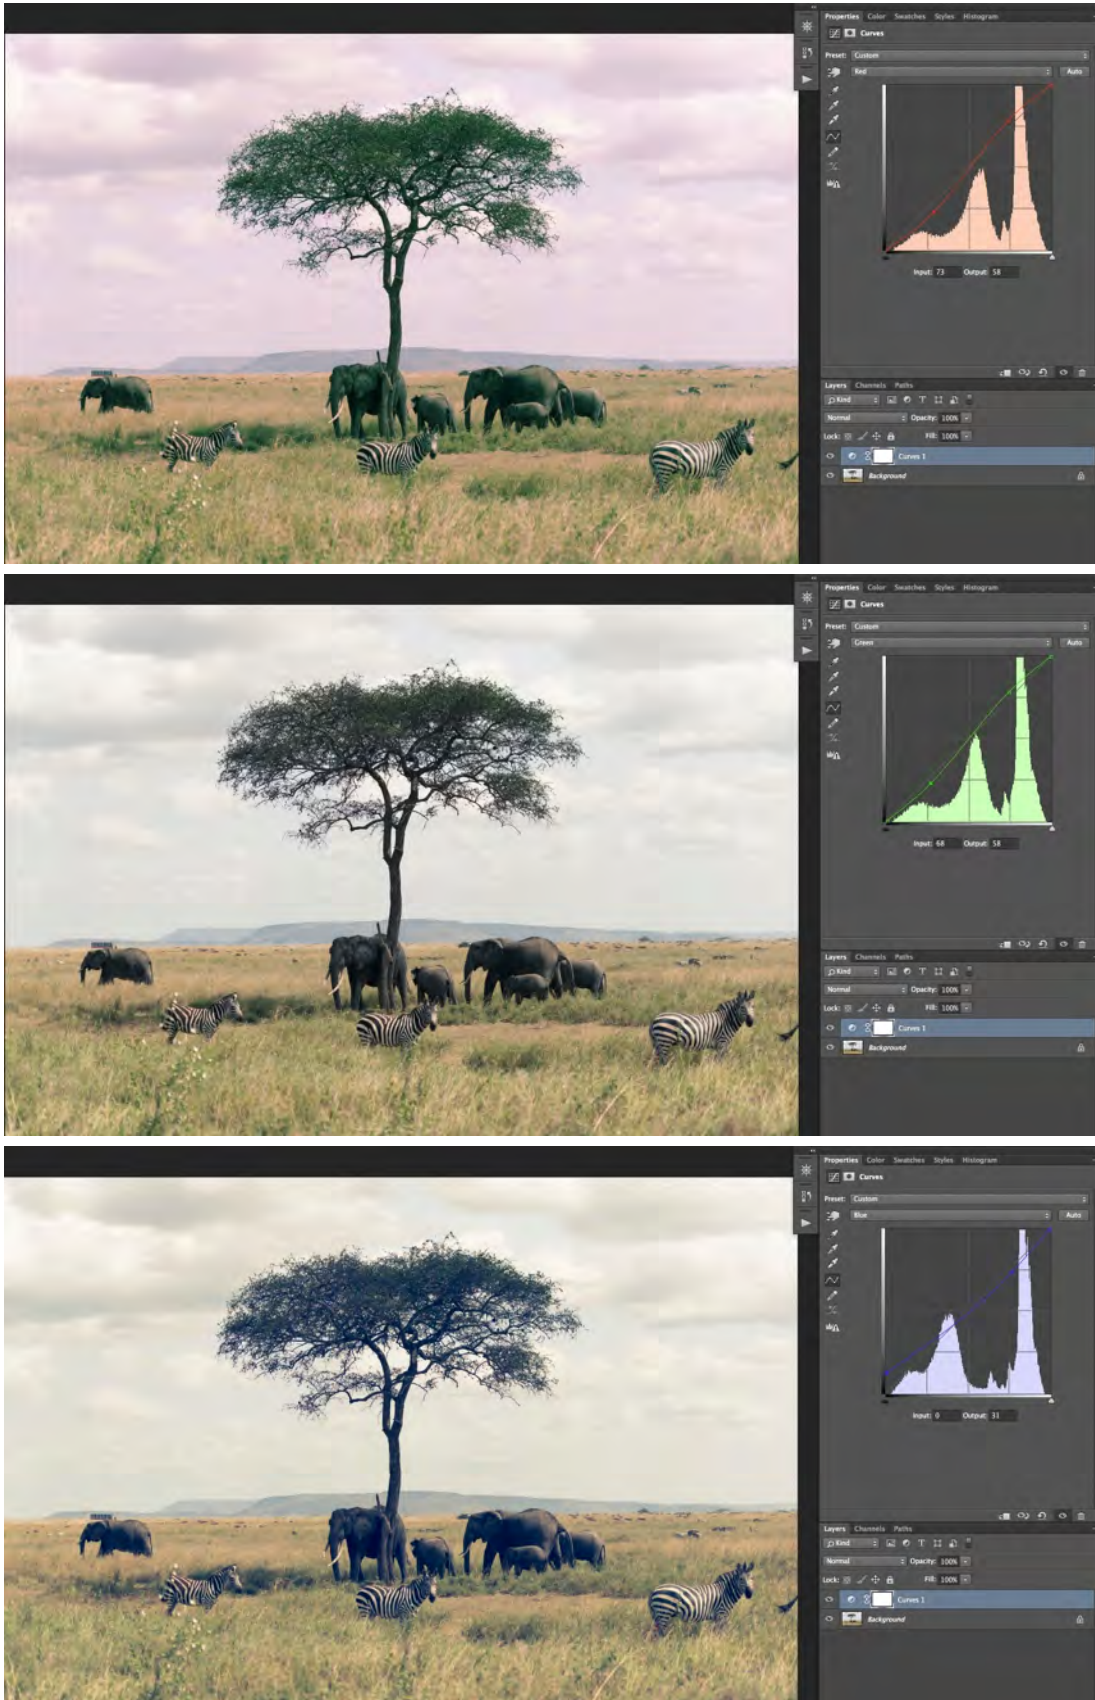 Properties Color Swatches Styles Histogram
Curves
Preset: Custom
Red Auto
Input: 73 Output: 58
Layers Channels Paths
Kind T
Normal Opacity: 100%
Lock: Fill: 100%
Curves 1
Background
Properties Color Swatches Styles Histogram
Curves
Preset: Custom
Green Auto
Input: 68 Output: 58
Layers Channels Paths
Kind T
Normal Opacity: 100%
Lock: Fill: 100%
Curves 1
Background
Properties Color Swatches Styles Histogram
Curves
Preset: Custom
Blue Auto
Input: 0 Output: 31
Layers Channels Paths
Kind T
Normal Opacity: 100%
Lock: Fill: 100%
Curves 1
Background